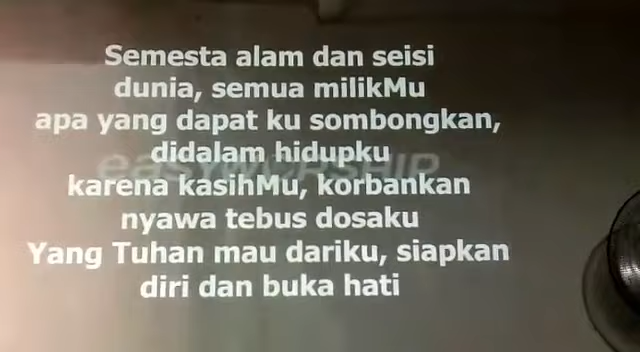 Semesta alam dan seisi
dunia, semua milikMu
apa yang dapat ku sombongkan,
didalam hidupku
easyworship
karena kasihMu, korbankan
nyawa tebus dosaku
Yang Tuhan mau dariku, siapkan
diri dan buka hati